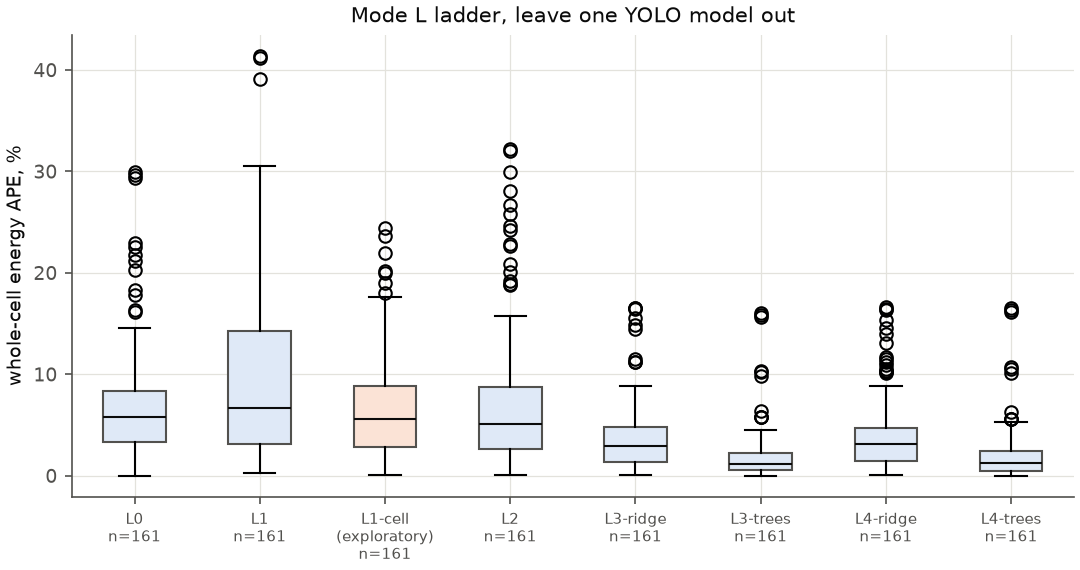 Mode L ladder, leave one YOLO model out
whole-cell energy APE, %
40
30
20
10
0
L0
n=161
L1
n=161
L1-cell
(exploratory)
n=161
L2
n=161
L3-ridge
n=161
L3-trees
n=161
L4-ridge
n=161
L4-trees
n=161